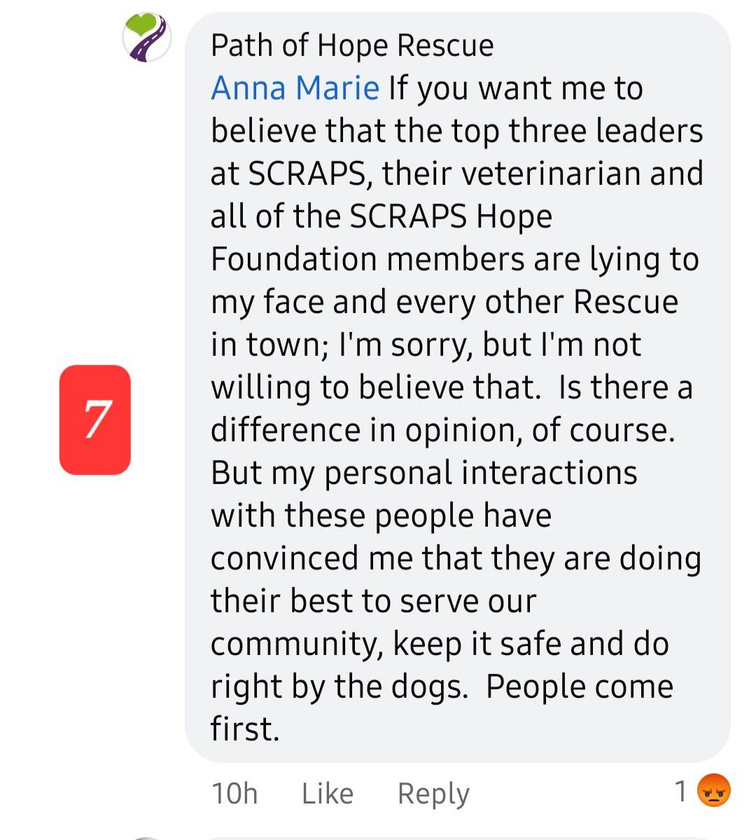 Path of Hope Rescue
Anna Marie If you want me to
believe that the top three leaders
at SCRAPS, their veterinarian and
all of the SCRAPS Hope
Foundation members are lying to
my face and every other Rescue
in town; I'm sorry, but I'm not
willing to believe that.  Is there a
difference in opinion, of course.
But my personal interactions
with these people have
convinced me that they are doing
their best to serve our
community, keep it safe and do
right by the dogs.  People come
first.
7
10h Like Reply 1